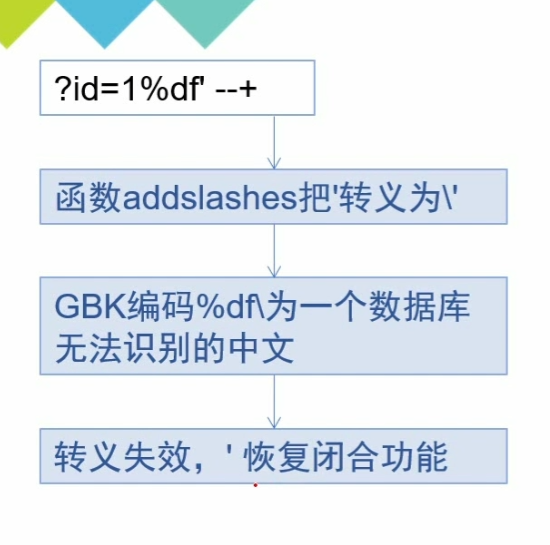 ?id=1%df' --+
函数addslashes把'转义为\'
GBK编码%df\为一个数据库
无法识别的中文
转义失效，' 恢复闭合功能